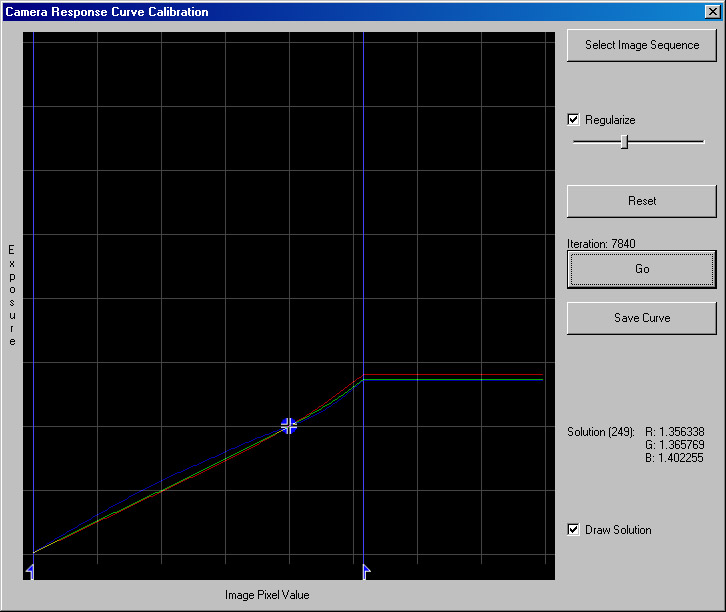 Camera Response Curve Calibration
Select Image Sequence
Regularize
Reset
Iteration: 7840
Go
Save Curve
Exposure
Solution (249): R: 1.356338
G: 1.365769
B: 1.402255
Draw Solution
Image Pixel Value